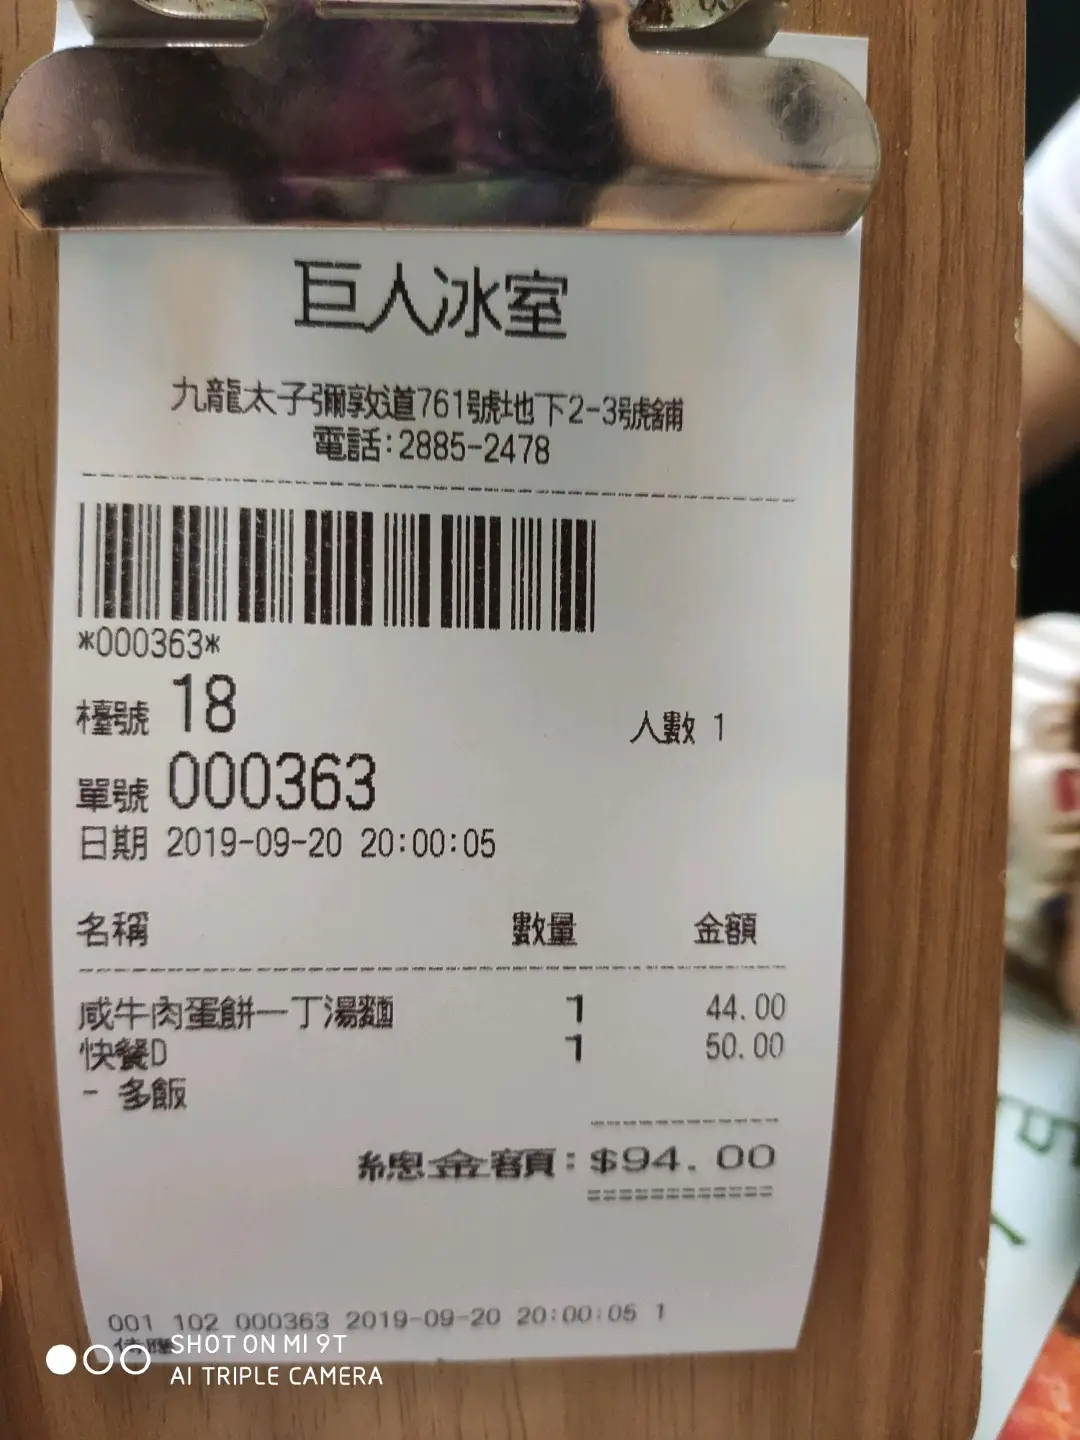 巨人冰室
九龍太子彌敦道761號地下2-3號舖
電話:2885-2478
*000363*
檯號 18 人數 1
單號 000363
日期 2019-09-20 20:00:05
名稱 數量 金額
咸牛肉蛋餅一丁湯麵 1 44.00
快餐D 1 50.00
- 多飯
總金額:$94.00
001 102 000363 2019-09-20 20:00:05 1
SHOT ON MI 9T
AI TRIPLE CAMERA